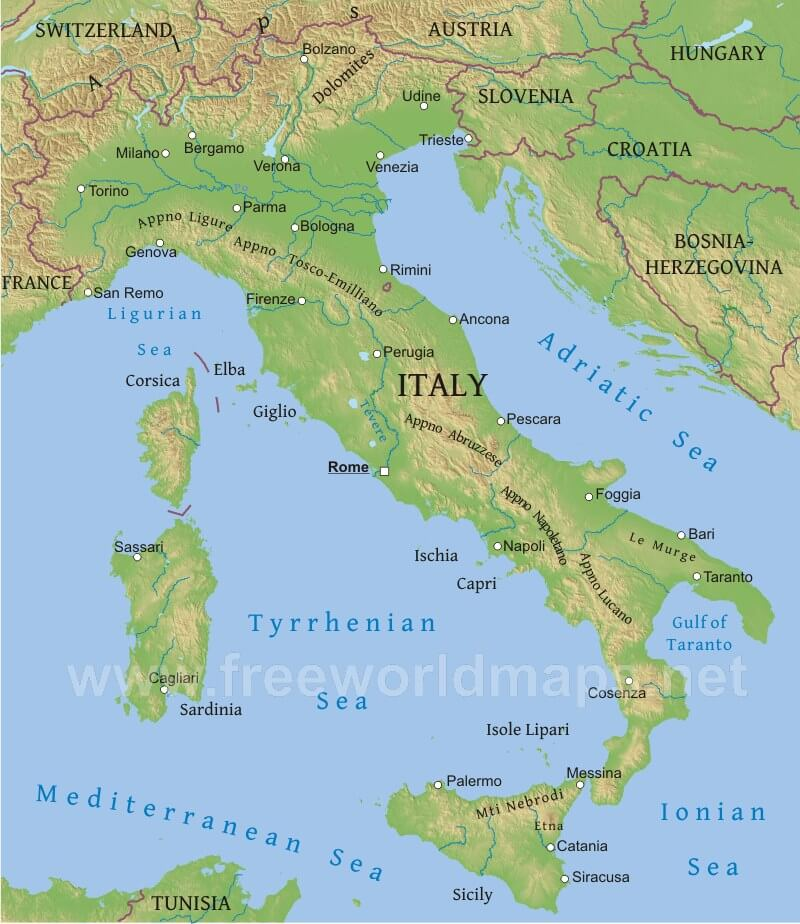 SWITZERLAND
Alps
AUSTRIA
HUNGARY
Bolzano
Dolomites
Udine
SLOVENIA
Trieste
CROATIA
Milano
Bergamo
Verona
Venezia
Torino
Po
Parma
Appno Ligure
Bologna
BOSNIA-
HERZEGOVINA
Genova
Appno Tosco-Emilliano
Rimini
FRANCE
San Remo
Firenze
Ligurian
Sea
Ancona
Perugia
Elba
Corsica
ITALY
Adriatic Sea
Giglio
Tevere
Appno Abruzzese
Pescara
Rome
Foggia
Appno Napoletano
Bari
Le Murge
Sassari
Ischia
Napoli
Capri
Appno Lucano
Taranto
Tyrrhenian
Sea
Gulf of
Taranto
www.freeworldmaps.net
Cagliari
Sardinia
Cosenza
Isole Lipari
Messina
Palermo
Mti Nebrodi
Etna
Mediterranean Sea
Ionian
Sea
Catania
Siracusa
Sicily
TUNISIA